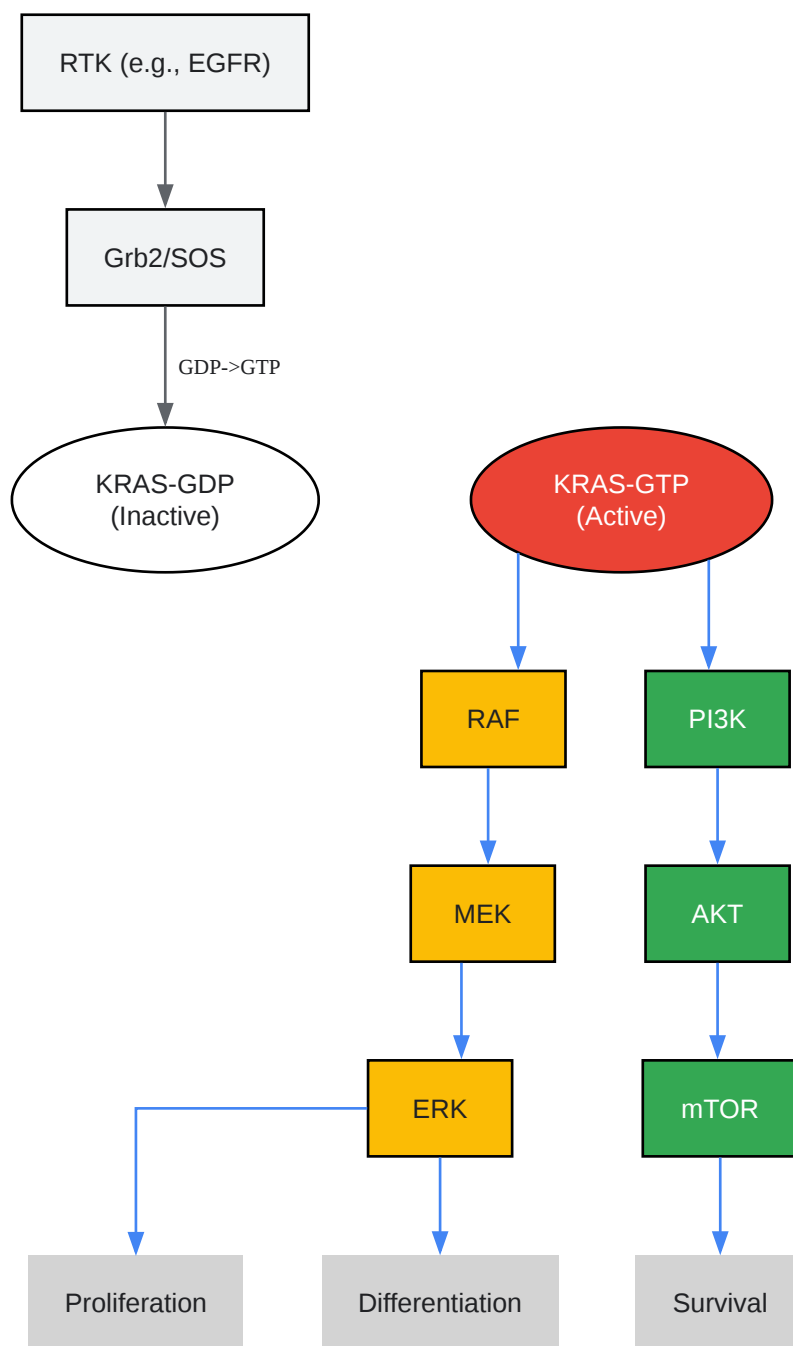 RTK (e.g., EGFR)
Grb2/SOS
GDP->GTP
KRAS-GDP
(Inactive)
KRAS-GTP
(Active)
RAF
PI3K
MEK
AKT
ERK
mTOR
Proliferation
Differentiation
Survival